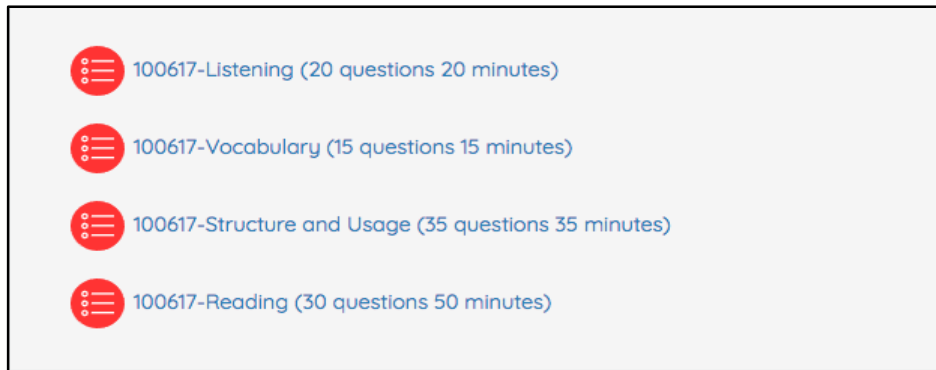 100617-Listening (20 questions 20 minutes)
100617-Vocabulary (15 questions 15 minutes)
100617-Structure and Usage (35 questions 35 minutes)
100617-Reading (30 questions 50 minutes)